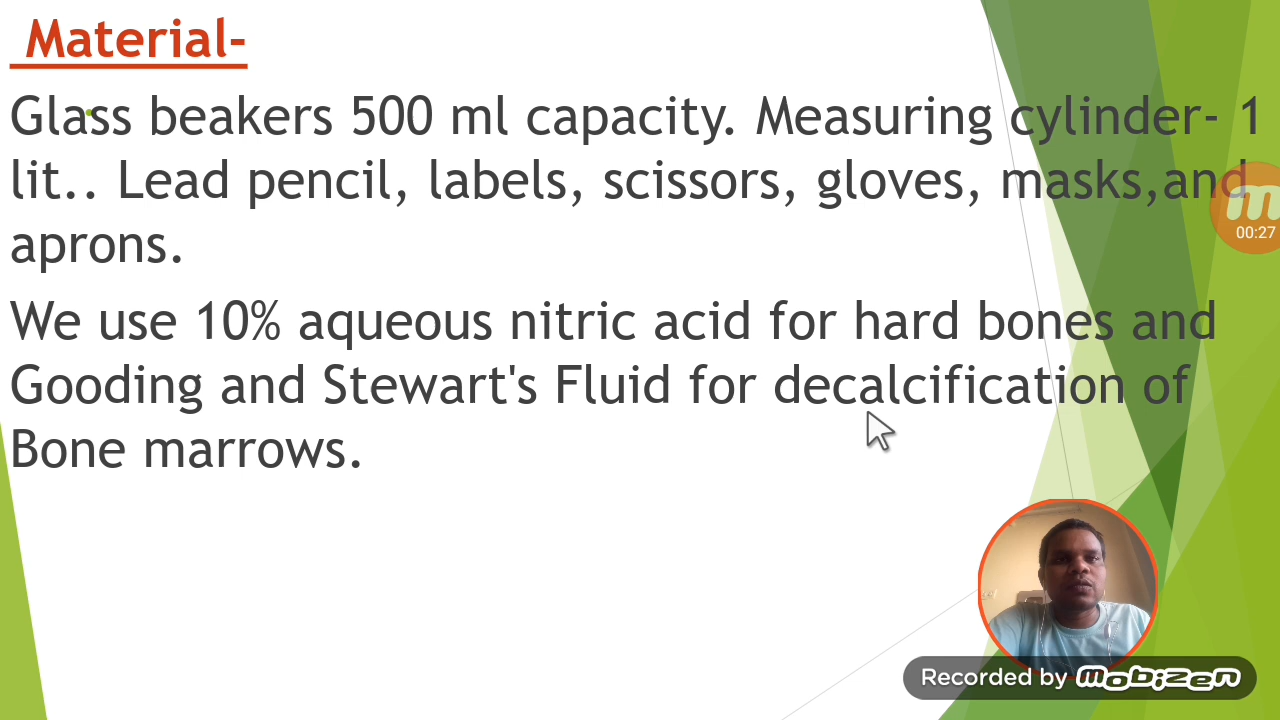 Material-
Glass beakers 500 ml capacity. Measuring cylinder- 1
lit.. Lead pencil, labels, scissors, gloves, masks,and
aprons.
We use 10% aqueous nitric acid for hard bones and
Gooding and Stewart's Fluid for decalcification of
Bone marrows.
m
00:27
Recorded by mobizen